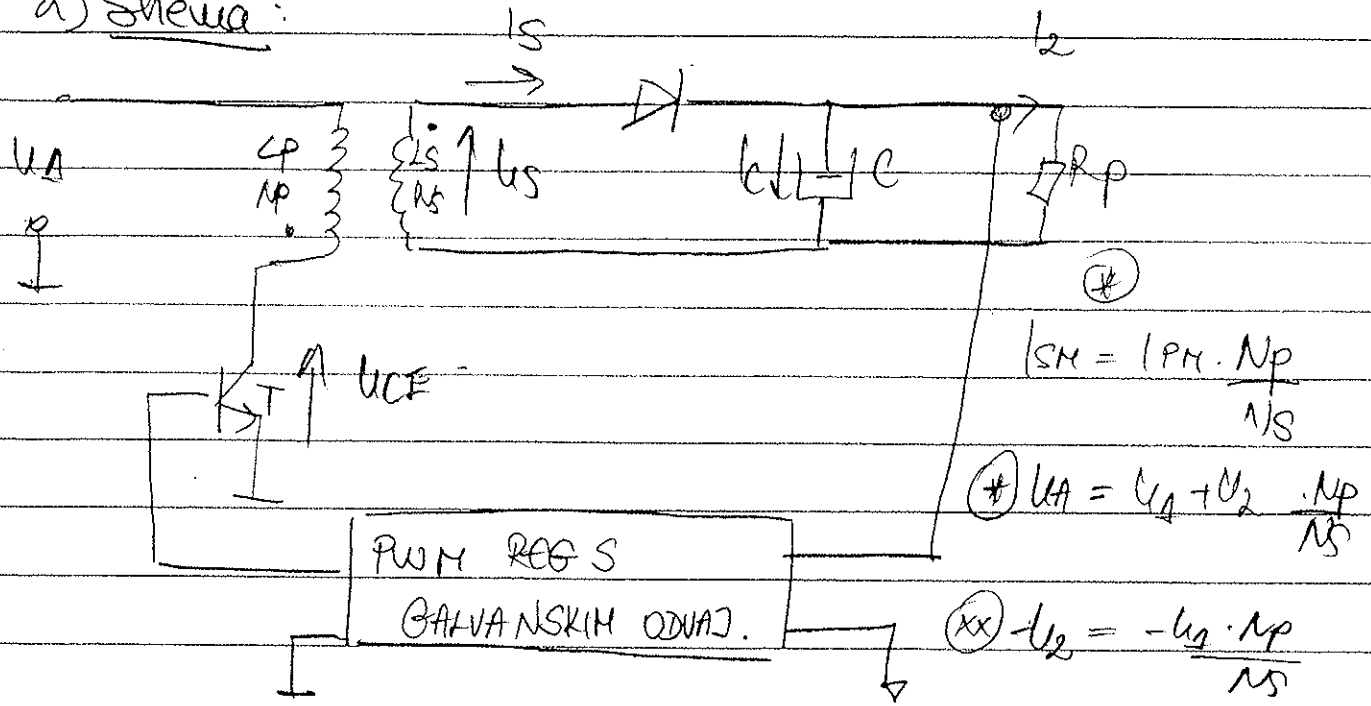 a) Shema:
IS
I2
UA
LP
NP
LS
NS
US
IC
C
Rp
T
UCE
*
ISM = IPM · Np/NS
* UA = U1 + U2 · Np/NS
PWM REG S
GALVANSKIM ODVAJ.
** -U2 = -U1 · Np/NS